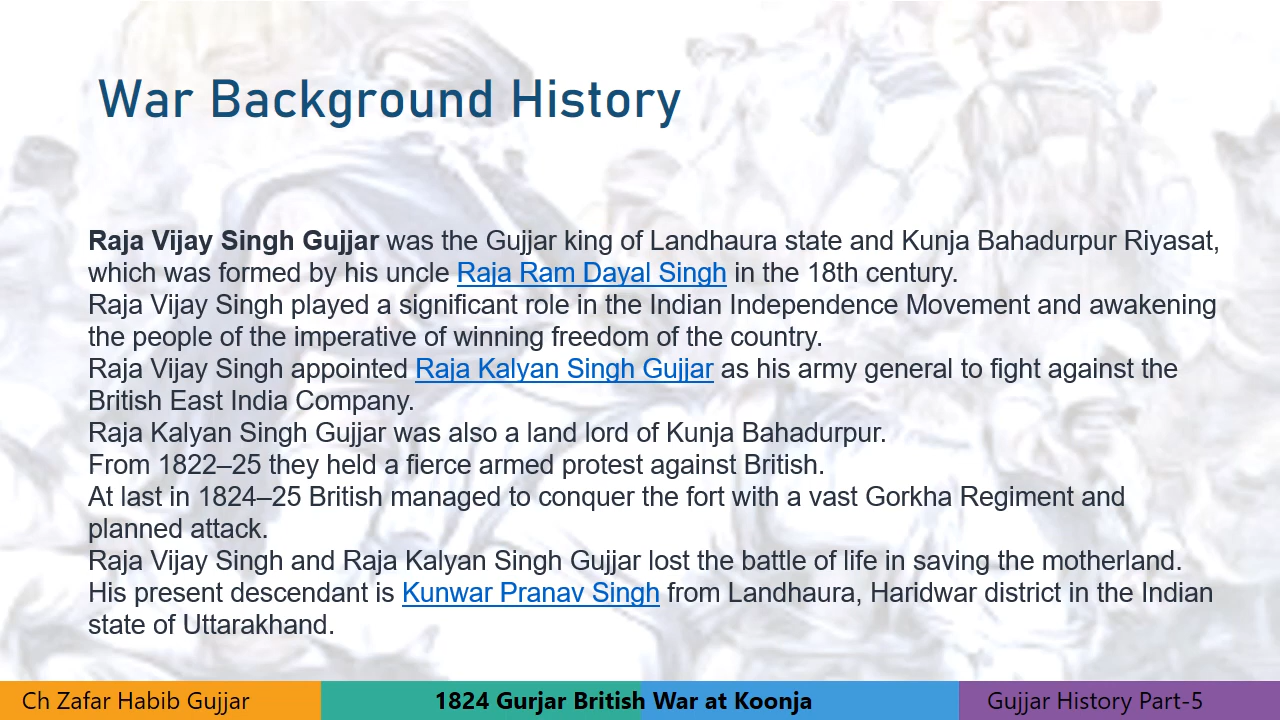 War Background History
Raja Vijay Singh Gujjar was the Gujjar king of Landhaura state and Kunja Bahadurpur Riyasat,
which was formed by his uncle Raja Ram Dayal Singh in the 18th century.
Raja Vijay Singh played a significant role in the Indian Independence Movement and awakening
the people of the imperative of winning freedom of the country.
Raja Vijay Singh appointed Raja Kalyan Singh Gujjar as his army general to fight against the
British East India Company.
Raja Kalyan Singh Gujjar was also a land lord of Kunja Bahadurpur.
From 1822–25 they held a fierce armed protest against British.
At last in 1824–25 British managed to conquer the fort with a vast Gorkha Regiment and
planned attack.
Raja Vijay Singh and Raja Kalyan Singh Gujjar lost the battle of life in saving the motherland.
His present descendant is Kunwar Pranav Singh from Landhaura, Haridwar district in the Indian
state of Uttarakhand.
Ch Zafar Habib Gujjar
1824 Gurjar British War at Koonja
Gujjar History Part-5